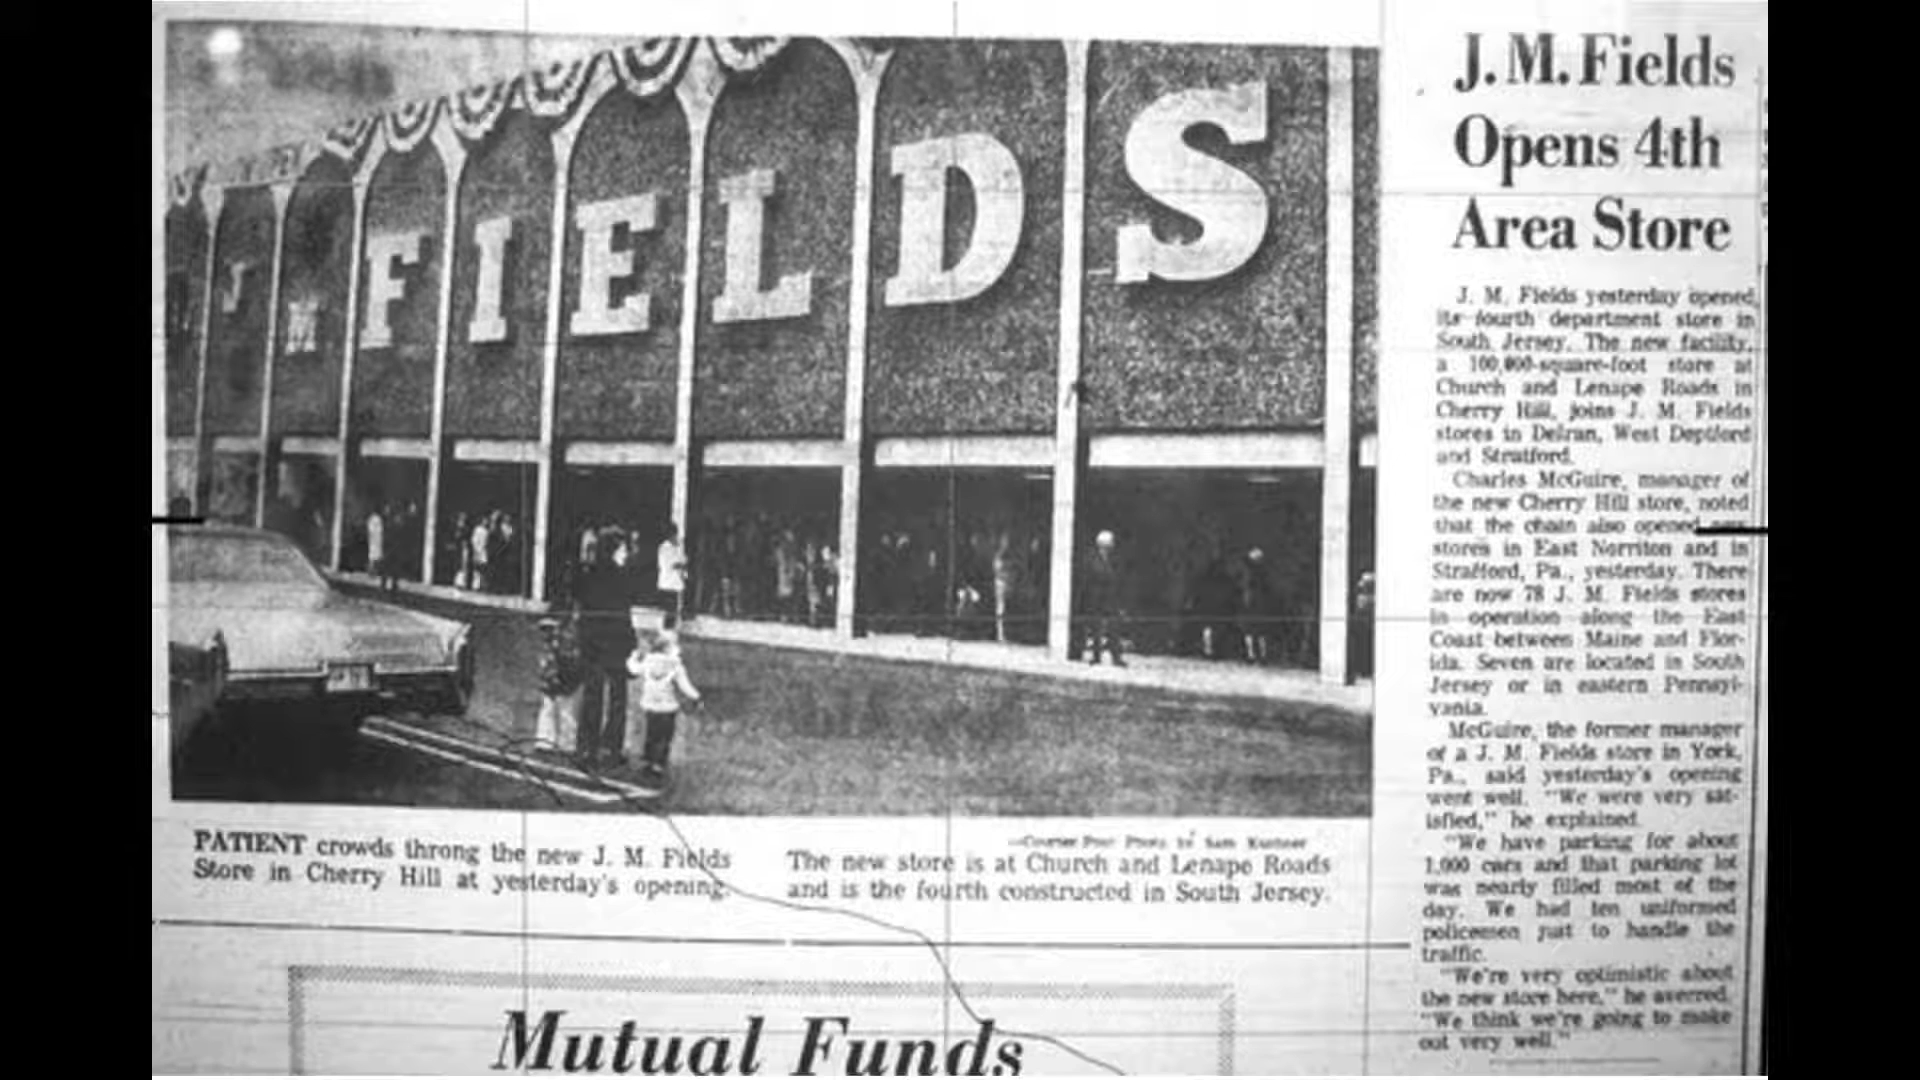 J M FIELDS
PATIENT crowds throng the new J. M. Fields
Store in Cherry Hill at yesterday's opening.
—Courier-Post Photo by Sam
The new store is at Church and Lenape Roads
and is the fourth constructed in South Jersey.
J. M. Fields
Opens 4th
Area Store
J. M. Fields yesterday opened
its fourth department store in
South Jersey. The new facility,
a 100,000-square-foot store at
Church and Lenape Roads in
Cherry Hill, joins J. M. Fields
stores in Delran, West Deptford
and Stratford.
Charles McGuire, manager of
the new Cherry Hill store, noted
that the chain also opened
stores in East Norriton and in
Strafford, Pa., yesterday. There
are now 78 J. M. Fields stores
in operation along the East
Coast between Maine and Flor-
ida. Seven are located in South
Jersey or in eastern Pennsyl-
vania.
McGuire, the former manager
of a J. M. Fields store in York,
Pa., said yesterday's opening
went well. "We were very sat-
isfied," he explained.
"We have parking for about
1,000 cars and that parking lot
was nearly filled most of the
day. We had ten uniformed
policemen just to handle the
traffic.
"We're very optimistic about
the new store here," he averred.
"We think we're going to make
out very well."
Mutual Funds